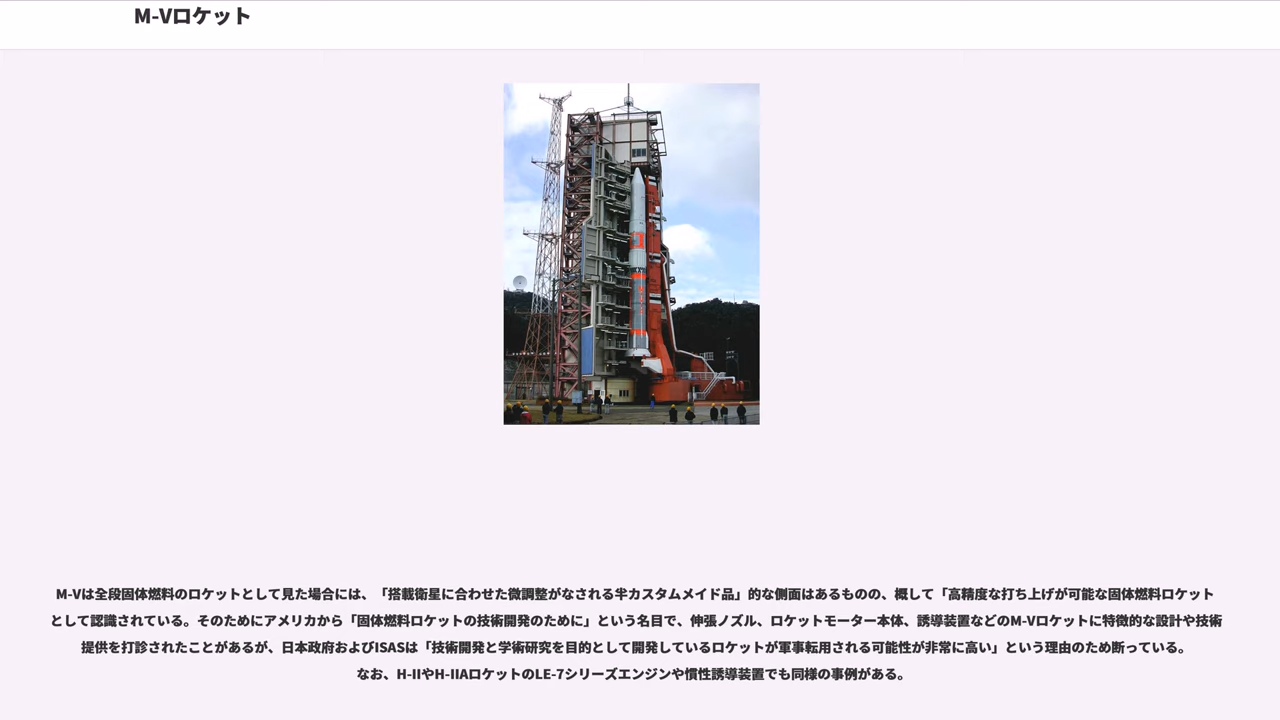 M-Vロケット
M-Vは全段固体燃料のロケットとして見た場合には、「搭載衛星に合わせた微調整がなされる半カスタムメイド品」的な側面はあるものの、概して「高精度な打ち上げが可能な固体燃料ロケット
として認識されている。そのためにアメリカから「固体燃料ロケットの技術開発のために」という名目で、伸張ノズル、ロケットモーター本体、誘導装置などのM-Vロケットに特徴的な設計や技術
提供を打診されたことがあるが、日本政府およびISASは「技術開発と学術研究を目的として開発しているロケットが軍事転用される可能性が非常に高い」という理由のため断っている。
なお、H-IIやH-IIAロケットのLE-7シリーズエンジンや慣性誘導装置でも同様の事例がある。